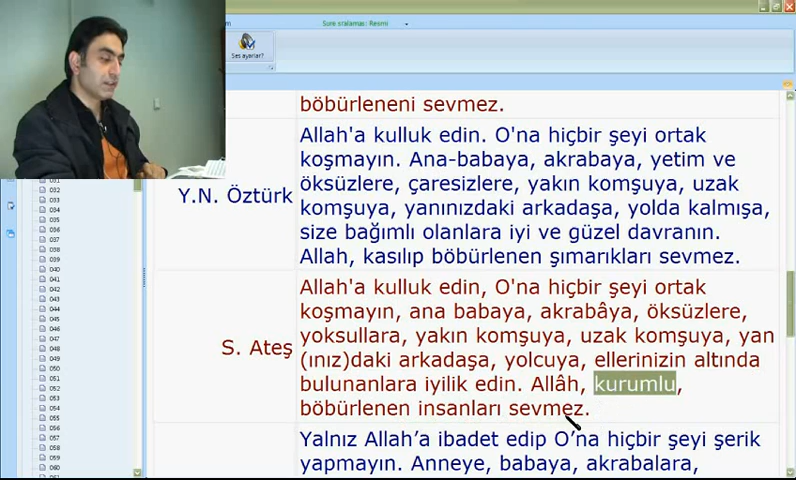 Sure sıralaması: Resmi
Ses ayarlar?
böbürleneni sevmez.
Y.N. Öztürk
Allah'a kulluk edin. O'na hiçbir şeyi ortak
koşmayın. Ana-babaya, akrabaya, yetim ve
öksüzlere, çaresizlere, yakın komşuya, uzak
komşuya, yanınızdaki arkadaşa, yolda kalmışa,
size bağımlı olanlara iyi ve güzel davranın.
Allah, kasılıp böbürlenen şımarıkları sevmez.
S. Ateş
Allah'a kulluk edin, O'na hiçbir şeyi ortak
koşmayın, ana babaya, akrabâya, öksüzlere,
yoksullara, yakın komşuya, uzak komşuya, yan
(ınız)daki arkadaşa, yolcuya, ellerinizin altında
bulunanlara iyilik edin. Allâh, kurumlu,
böbürlenen insanları sevmez.
Yalnız Allah’a ibadet edip O’na hiçbir şeyi şerik
yapmayın. Anneye, babaya, akrabalara,
032
033
034
035
036
037
038
039
040
041
042
043
044
045
046
047
048
049
050
051
052
053
054
055
056
057
058
059
060